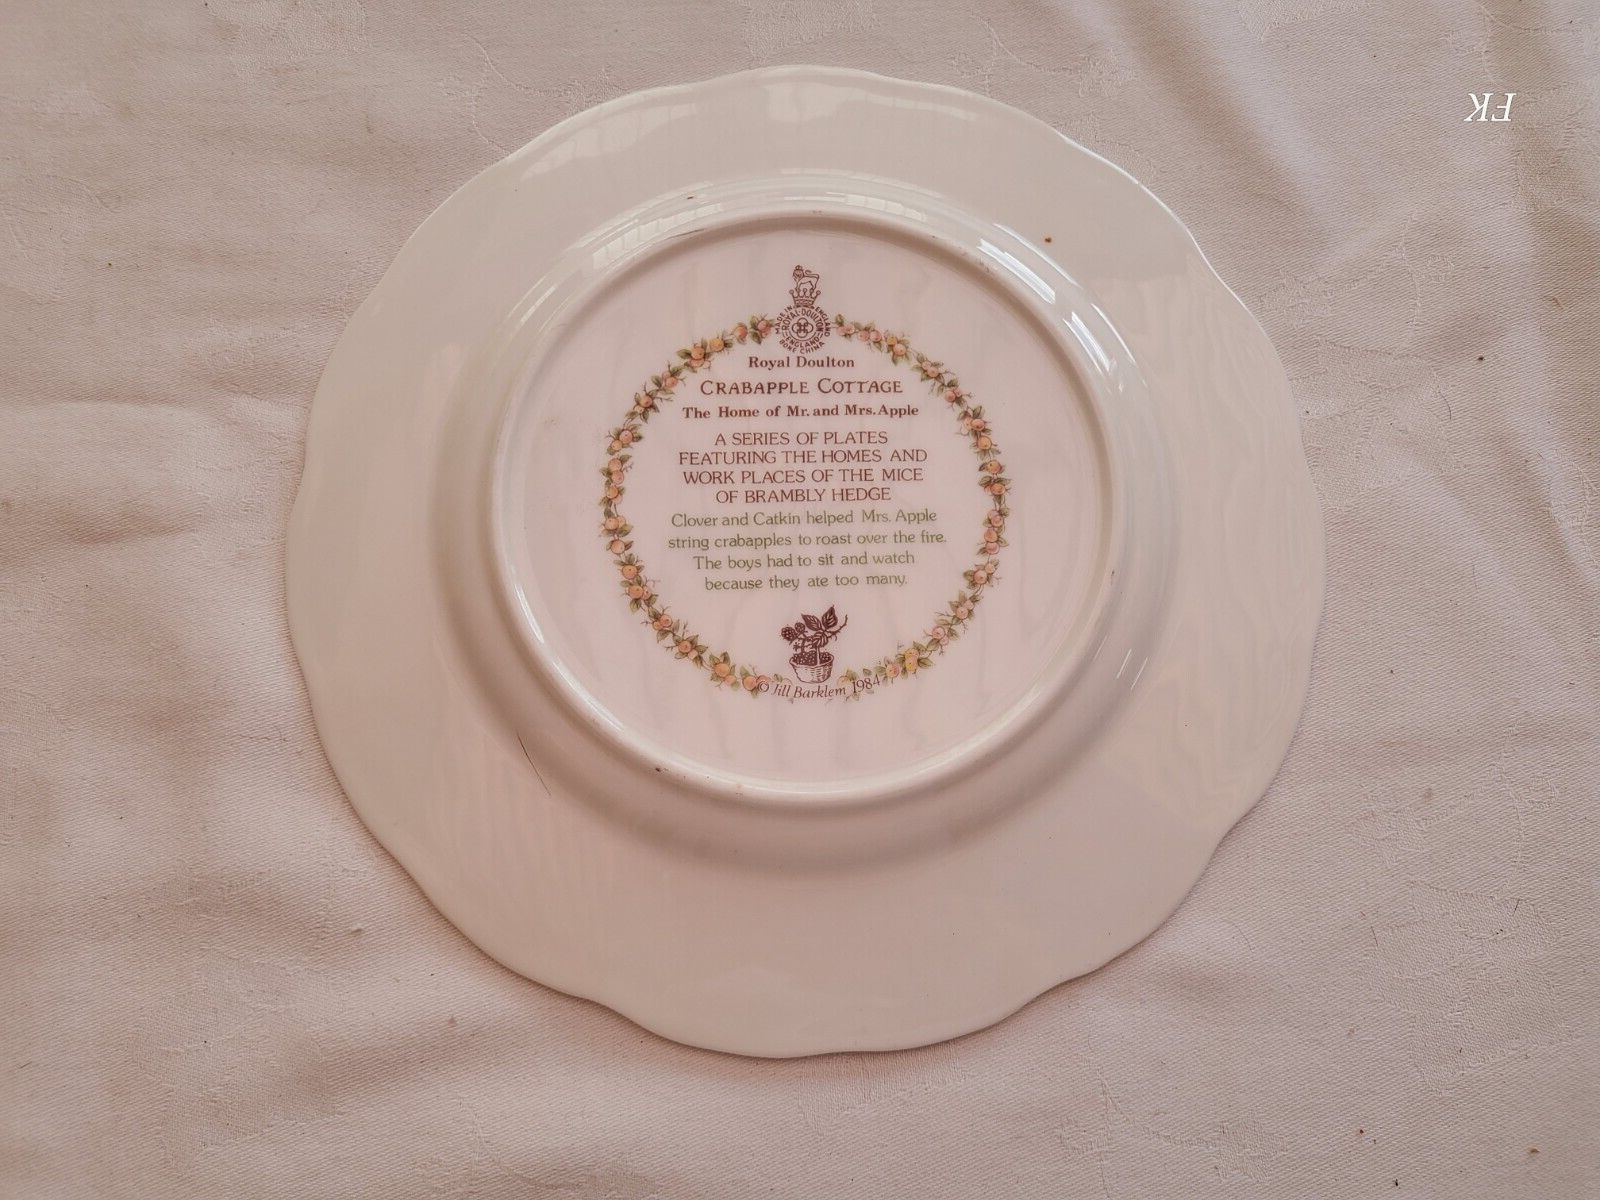 MADE IN ENGLAND
ROYAL DOULTON
ENGLAND
BONE CHINA
Royal Doulton
CRABAPPLE COTTAGE
The Home of Mr. and Mrs. Apple
A SERIES OF PLATES
FEATURING THE HOMES AND
WORK PLACES OF THE MICE
OF BRAMBLY HEDGE
Clover and Catkin helped Mrs. Apple
string crabapples to roast over the fire.
The boys had to sit and watch
because they ate too many.
© Jill Barklem 1984
FK